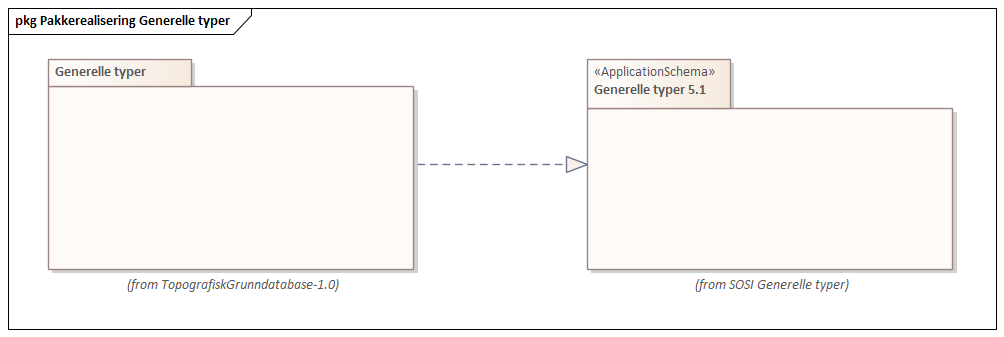 pkg Pakkerealisering Generelle typer
Generelle typer
«ApplicationSchema»
Generelle typer 5.1
(from TopografiskGrunndatabase-1.0)
(from SOSI Generelle typer)